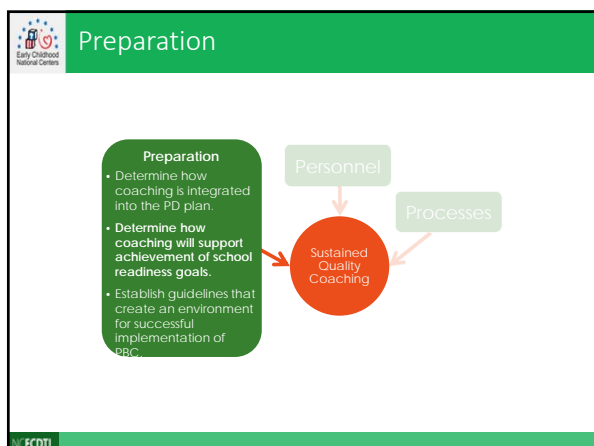 Early Childhood
National Centers
Preparation
Preparation
• Determine how
coaching is integrated
into the PD plan.
• Determine how
coaching will support
achievement of school
readiness goals.
• Establish guidelines that
create an environment
for successful
implementation of
PBC.
Personnel
Processes
Sustained
Quality
Coaching
NCECDTL